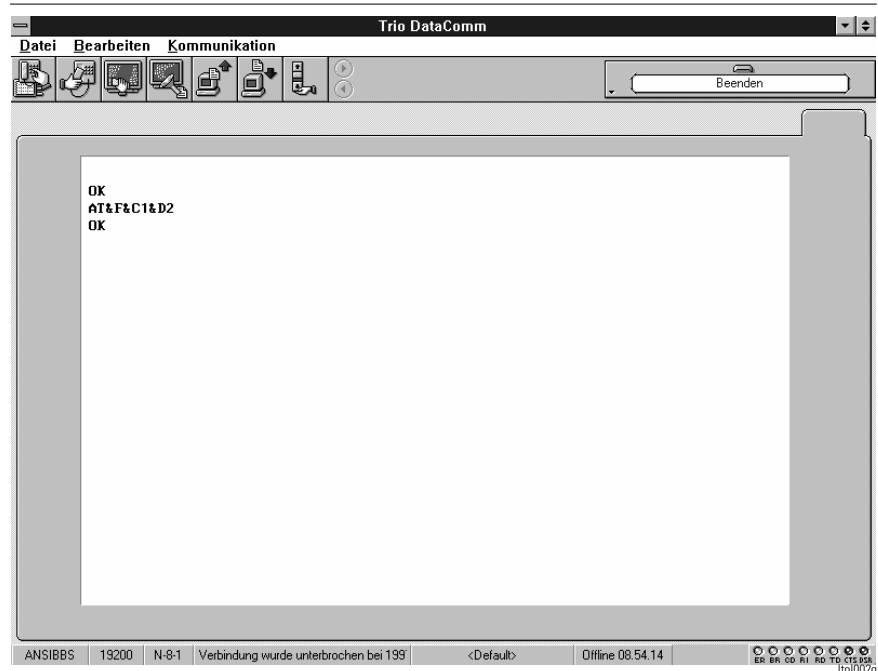 Trio DataComm
Datei Bearbeiten Kommunikation
Beenden
OK
AT&F&C1&D2
OK
ANSIBBS 19200 N-8-1 Verbindung wurde unterbrochen bei 199 <Default> Offline 08.54.14
ER BR CD RI RD TD CTS DSR